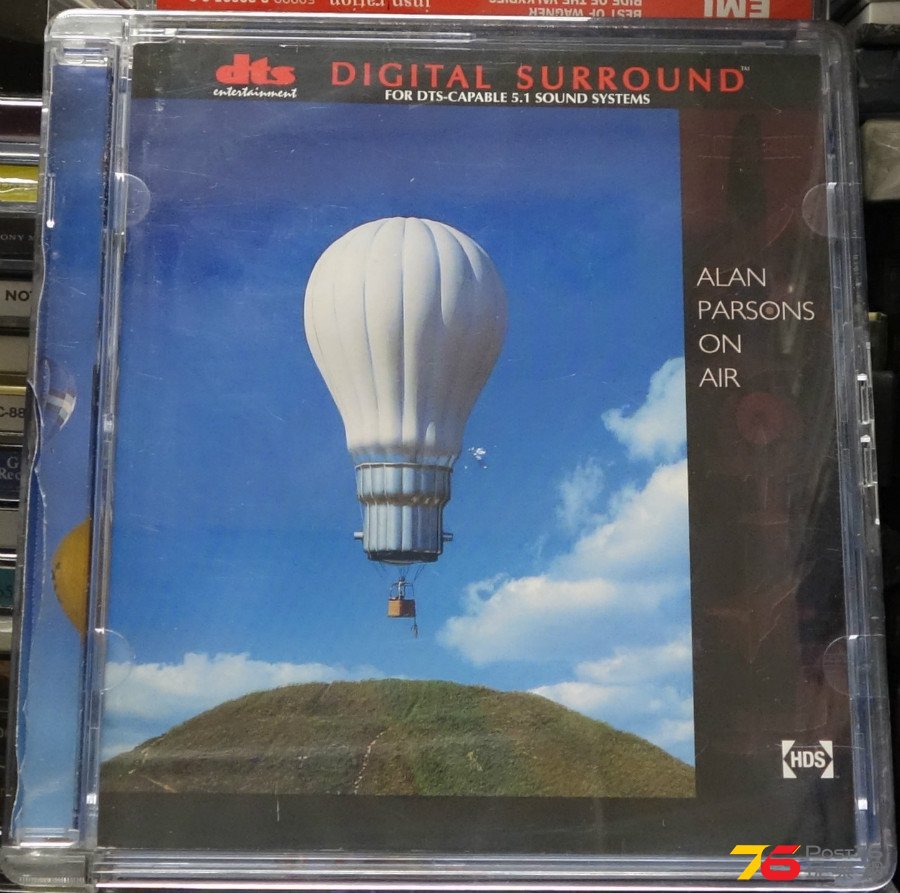 BEST OF WAGNER
RIDE OF THE VALKYRIES
EMI
dts
entertainment
DIGITAL SURROUND™
FOR DTS-CAPABLE 5.1 SOUND SYSTEMS
ALAN
PARSONS
ON
AIR
HDS
76